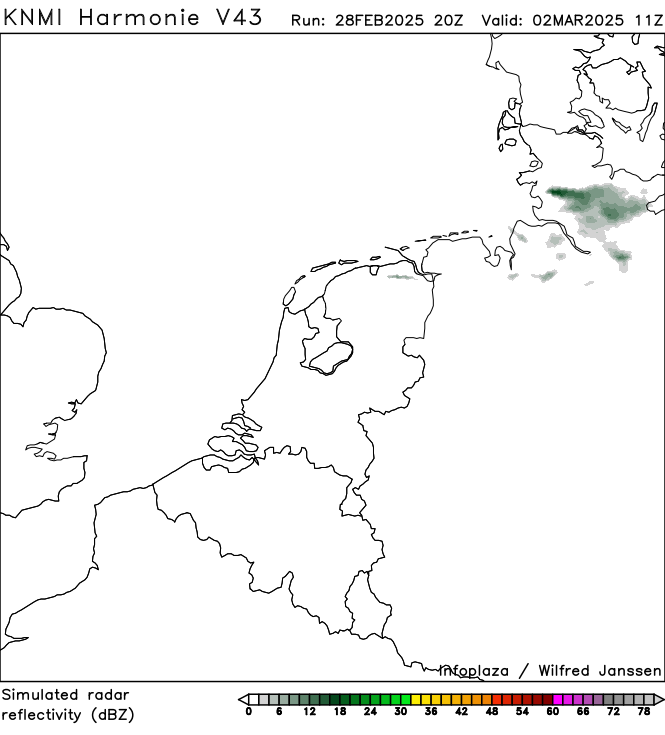 KNMI Harmonie V43 Run: 28FEB2025 20Z Valid: 02MAR2025 11Z
infoplaza / Wilfred Janssen
Simulated radar
reflectivity (dBZ)
0 6 12 18 24 30 36 42 48 54 60 66 72 78